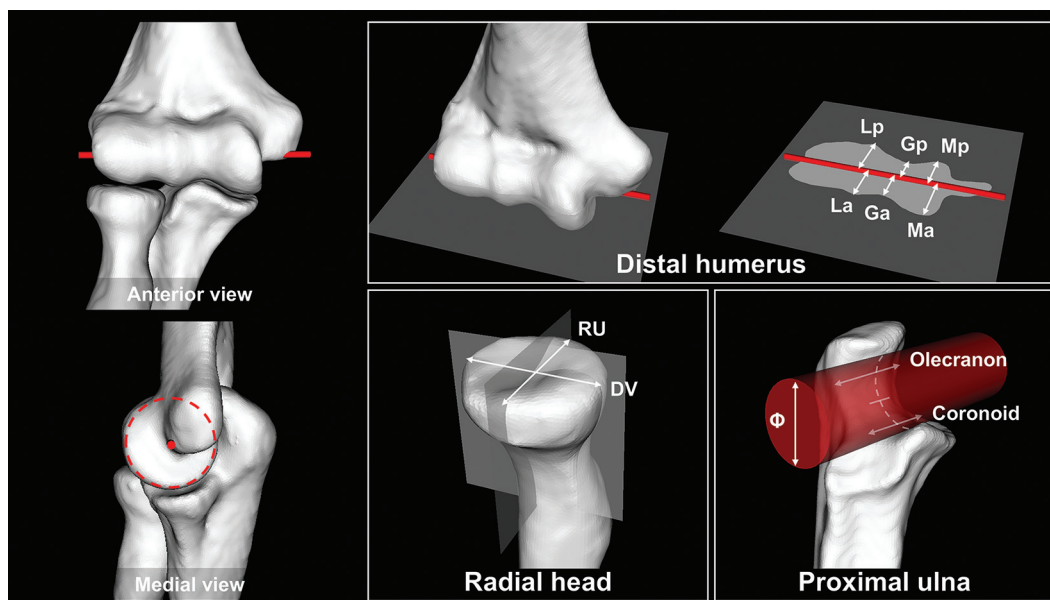 Anterior view
Medial view
Lp
Gp
Mp
La
Ga
Ma
Distal humerus
RU
DV
Radial head
Olecranon
Φ
Coronoid
Proximal ulna